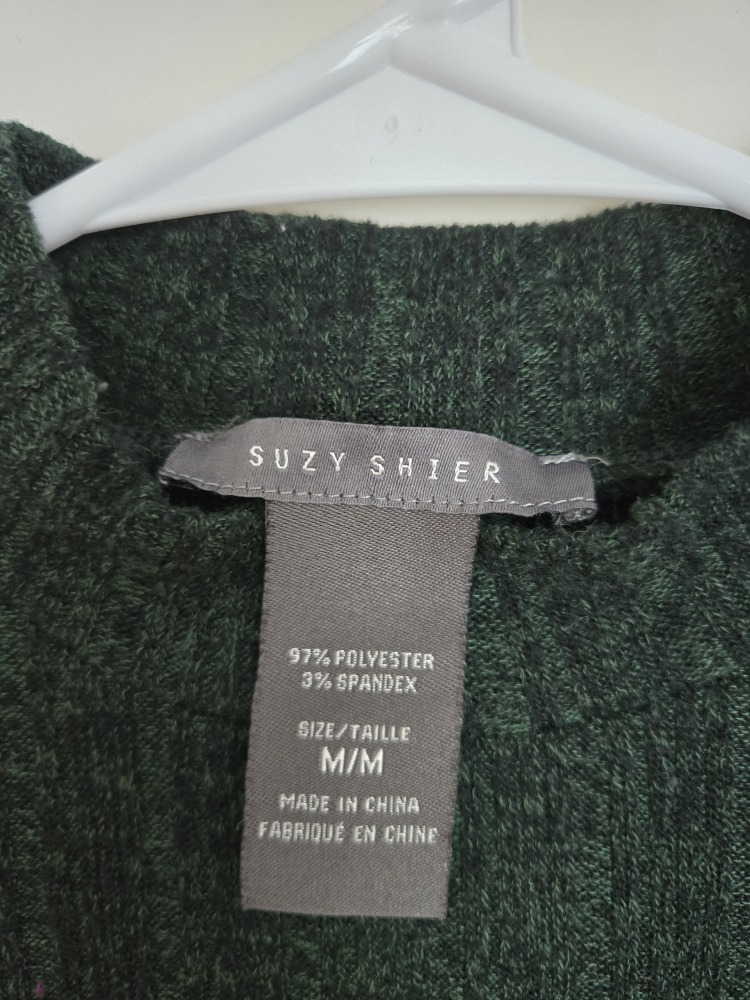 SUZY SHIER
97% POLYESTER
3% SPANDEX
SIZE/TAILLE
M/M
MADE IN CHINA
FABRIQUÉ EN CHINE